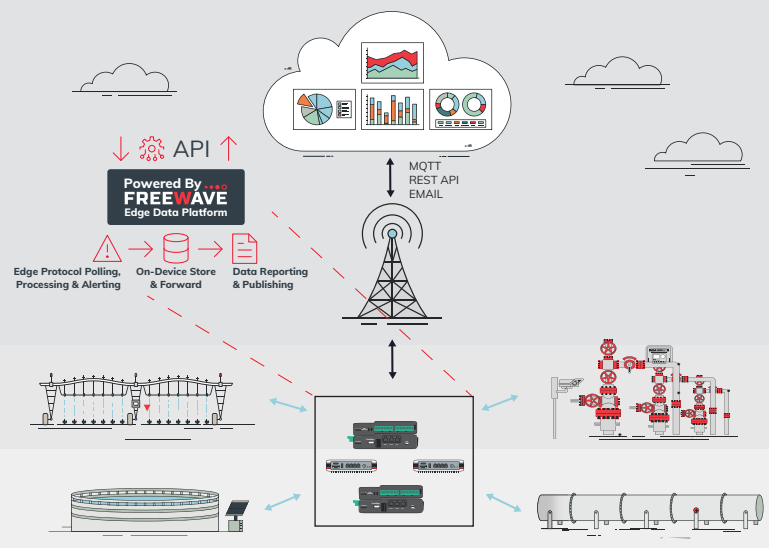 MQTT
REST API
EMAIL
API
Powered By
FREEWAVE
Edge Data Platform
Edge Protocol Polling,
Processing & Alerting
On-Device Store
& Forward
Data Reporting
& Publishing